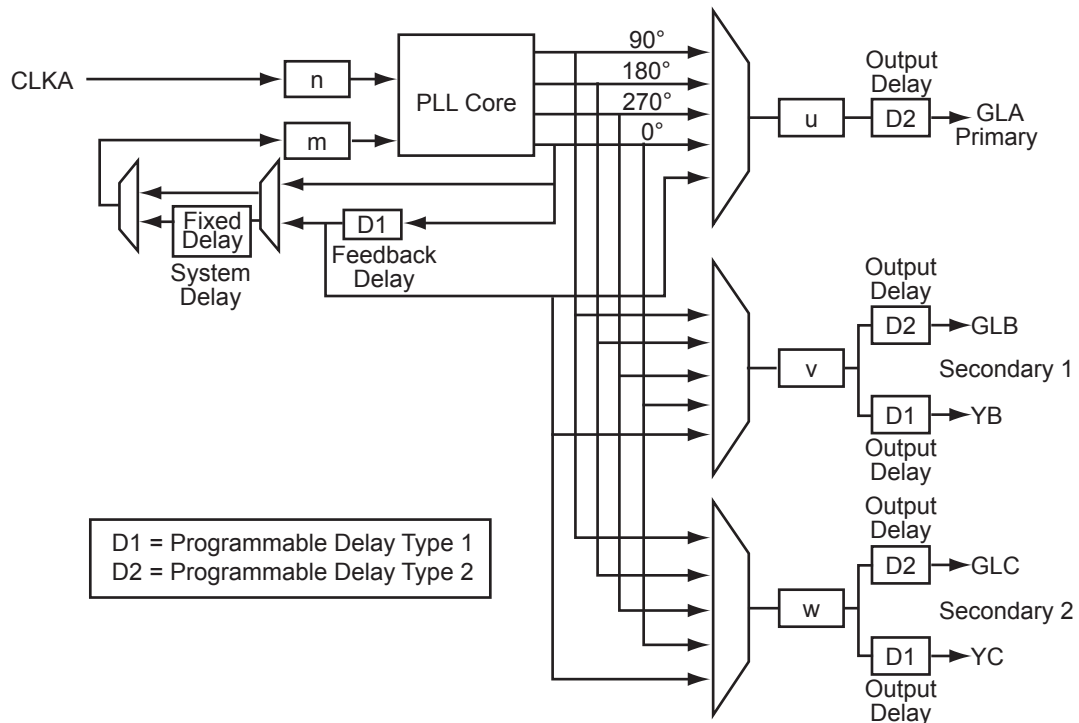 CLKA
n
m
PLL Core
90°
180°
270°
0°
Fixed
Delay
System
Delay
D1
Feedback
Delay
u
Output
Delay
D2
GLA
Primary
v
Output
Delay
D2
GLB
Secondary 1
D1
YB
Output
Delay
w
Output
Delay
D2
GLC
Secondary 2
D1
YC
Output
Delay
D1 = Programmable Delay Type 1
D2 = Programmable Delay Type 2